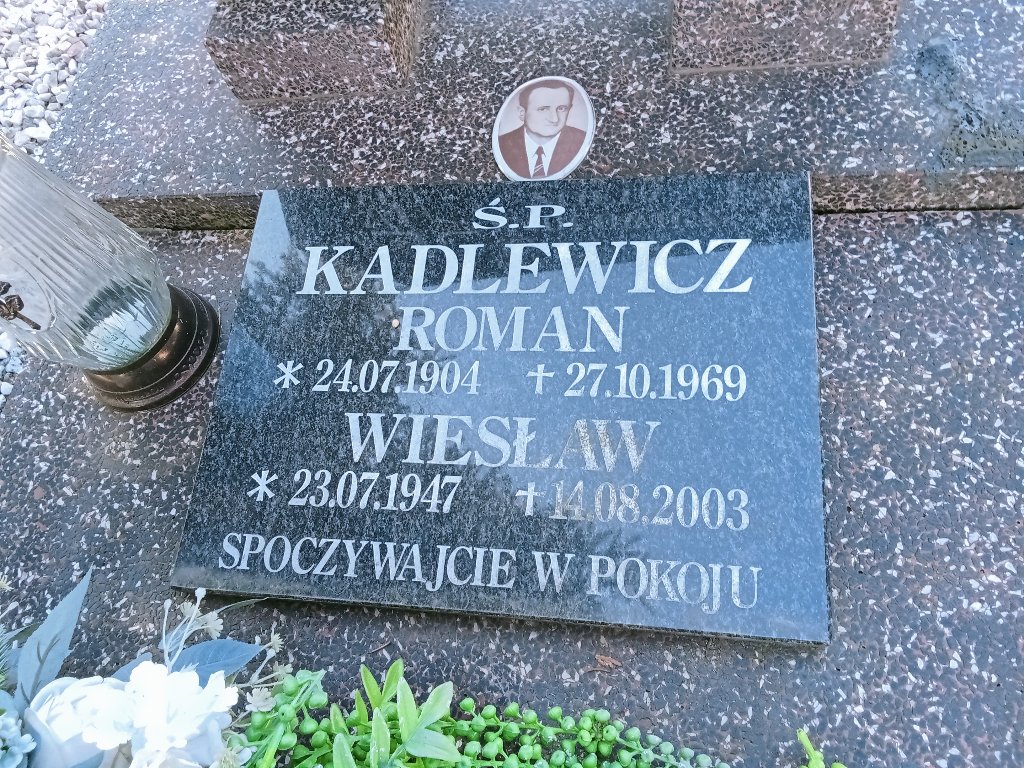 Ś.P.
KADLEWICZ
ROMAN
* 24.07.1904 † 27.10.1969
WIESŁAW
* 23.07.1947 † 14.08.2003
SPOCZYWAJCIE W POKOJU